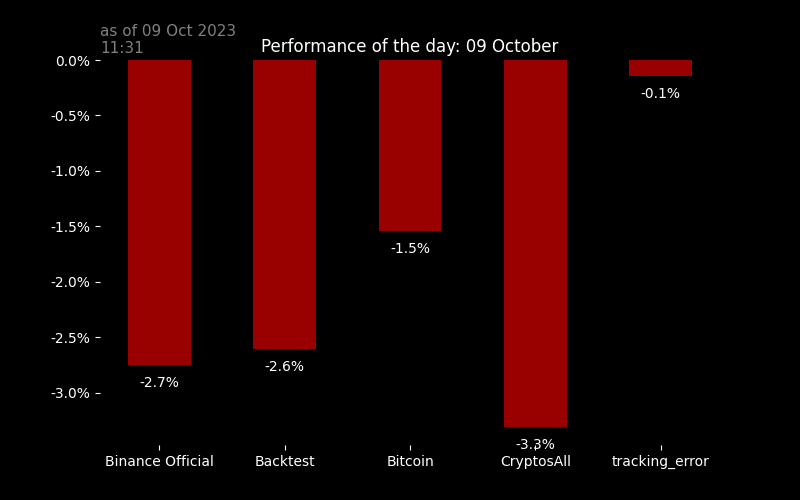 as of 09 Oct 2023
11:31
Performance of the day: 09 October
0.0%
-0.5%
-1.0%
-1.5%
-2.0%
-2.5%
-3.0%
-2.7%
-2.6%
-1.5%
-3.3%
-0.1%
Binance Official
Backtest
Bitcoin
CryptosAll
tracking_error